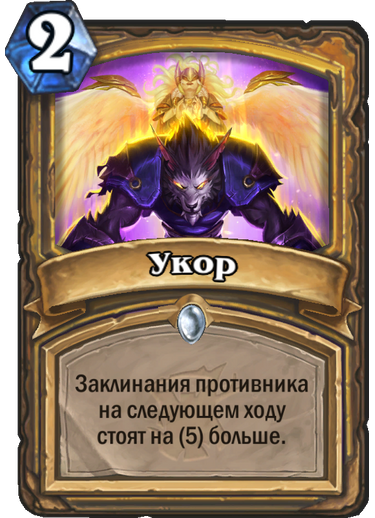 2
Укор
Заклинания противника
на следующем ходу
стоят на (5) больше.